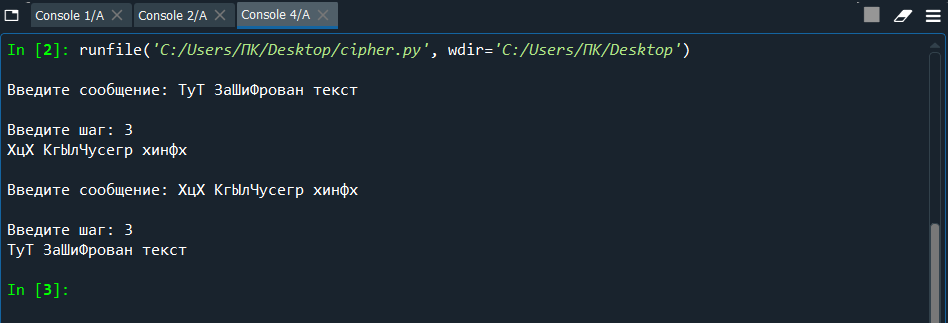 Console 1/A Console 2/A Console 4/A
In [2]: runfile('C:/Users/ПК/Desktop/cipher.py', wdir='C:/Users/ПК/Desktop')
Введите сообщение: ТуТ ЗаШиФрован текст
Введите шаг: 3
ХцХ КгЫлЧусегр хинфх
Введите сообщение: ХцХ КгЫлЧусегр хинфх
Введите шаг: 3
ТуТ ЗаШиФрован текст
In [3]: